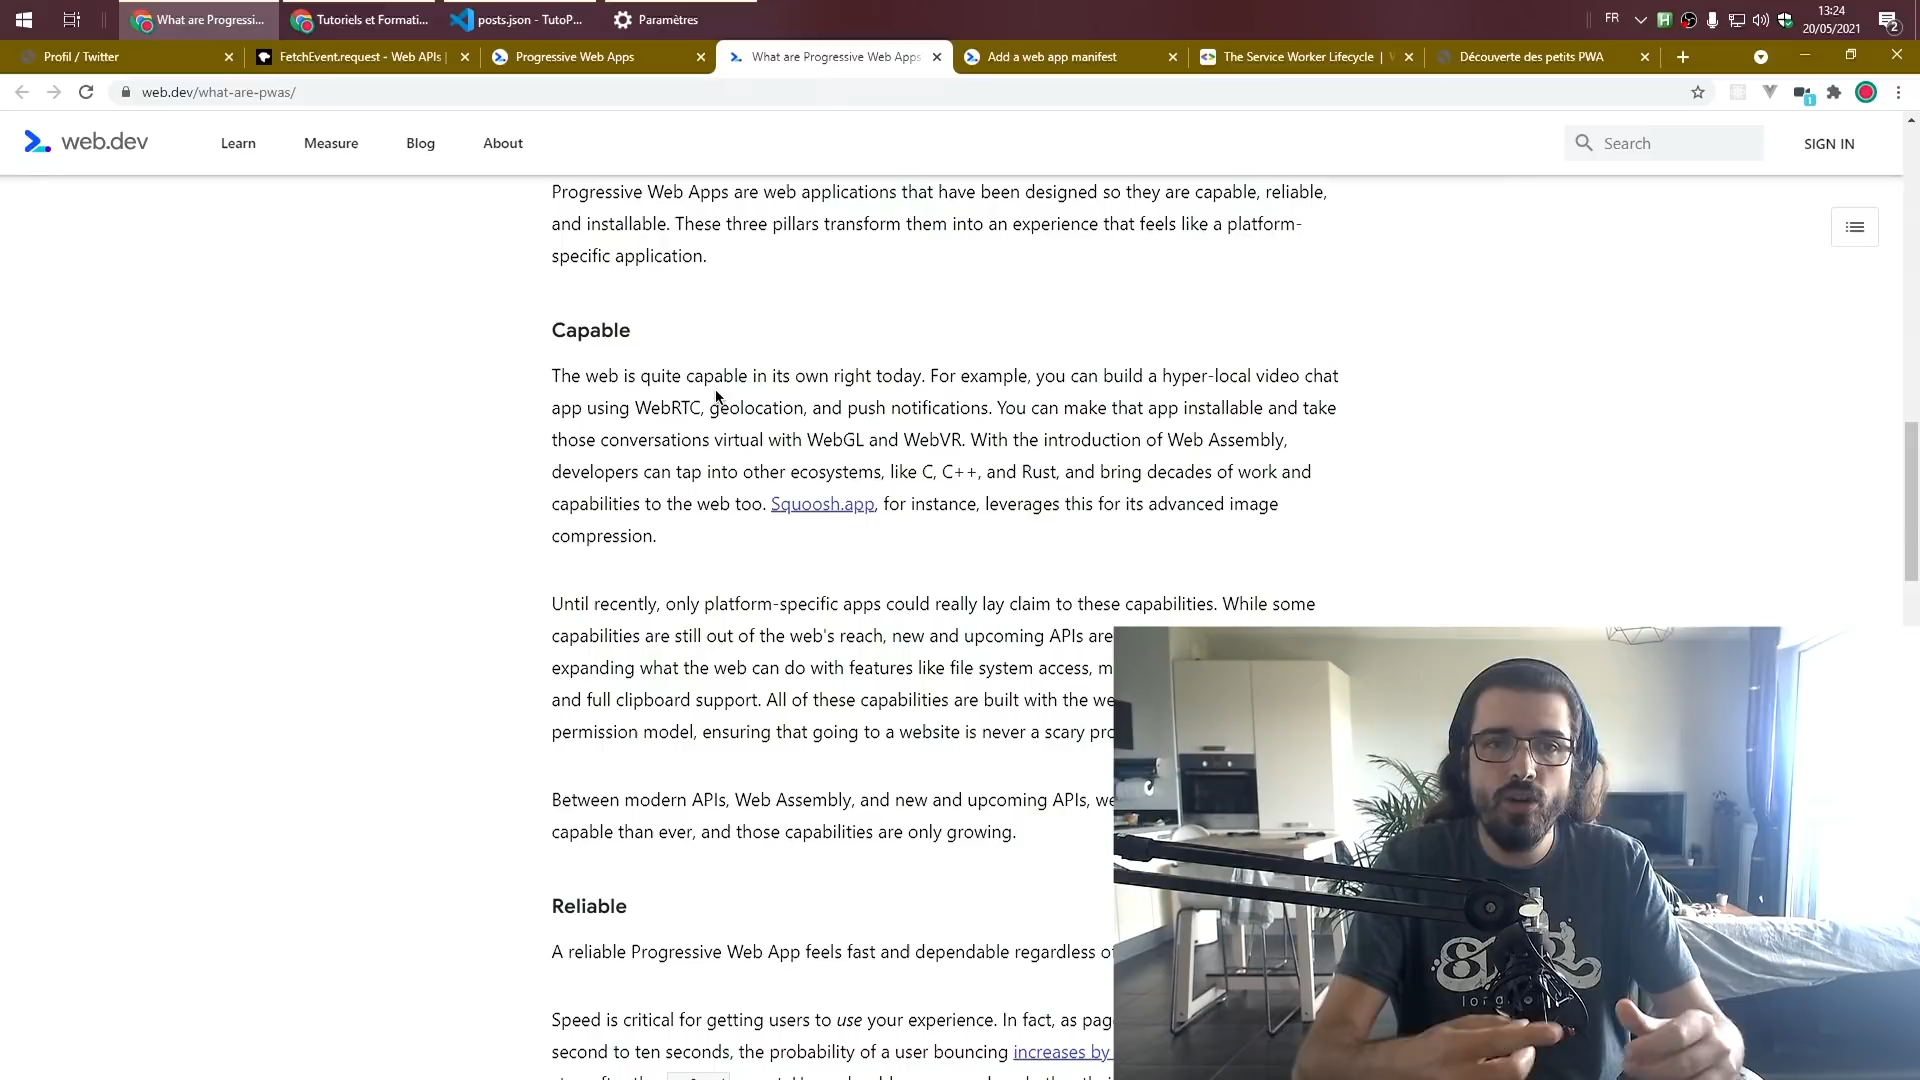 What are Progressi...
Tutoriels et Formati...
posts.json - TutoP...
Paramètres
FR
13:24
20/05/2021
2
Profil / Twitter
FetchEvent.request - Web APIs |
Progressive Web Apps
What are Progressive Web Apps
Add a web app manifest
The Service Worker Lifecycle |
Découverte des petits PWA
web.dev/what-are-pwas/
1
web.dev
Learn
Measure
Blog
About
Search
SIGN IN
Progressive Web Apps are web applications that have been designed so they are capable, reliable,
and installable. These three pillars transform them into an experience that feels like a platform-
specific application.
Capable
The web is quite capable in its own right today. For example, you can build a hyper-local video chat
app using WebRTC, geolocation, and push notifications. You can make that app installable and take
those conversations virtual with WebGL and WebVR. With the introduction of Web Assembly,
developers can tap into other ecosystems, like C, C++, and Rust, and bring decades of work and
capabilities to the web too. Squoosh.app, for instance, leverages this for its advanced image
compression.
Until recently, only platform-specific apps could really lay claim to these capabilities. While some
capabilities are still out of the web's reach, new and upcoming APIs are
expanding what the web can do with features like file system access, m
and full clipboard support. All of these capabilities are built with the we
permission model, ensuring that going to a website is never a scary pro
Between modern APIs, Web Assembly, and new and upcoming APIs, we
capable than ever, and those capabilities are only growing.
Reliable
A reliable Progressive Web App feels fast and dependable regardless of
Speed is critical for getting users to use your experience. In fact, as pag
second to ten seconds, the probability of a user bouncing increases by